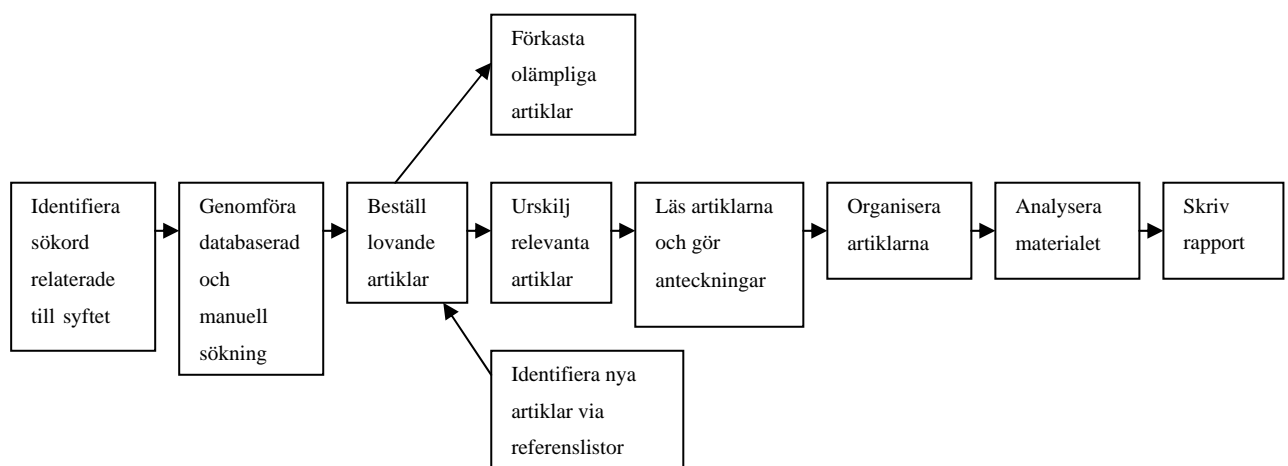 Förkasta
olämpliga
artiklar
Identifiera
sökord
relaterade
till syftet
Genomföra
databaserad
och
manuell
sökning
Beställ
lovande
artiklar
Urskilj
relevanta
artiklar
Läs artiklarna
och gör
anteckningar
Organisera
artiklarna
Analysera
materialet
Skriv
rapport
Identifiera nya
artiklar via
referenslistor